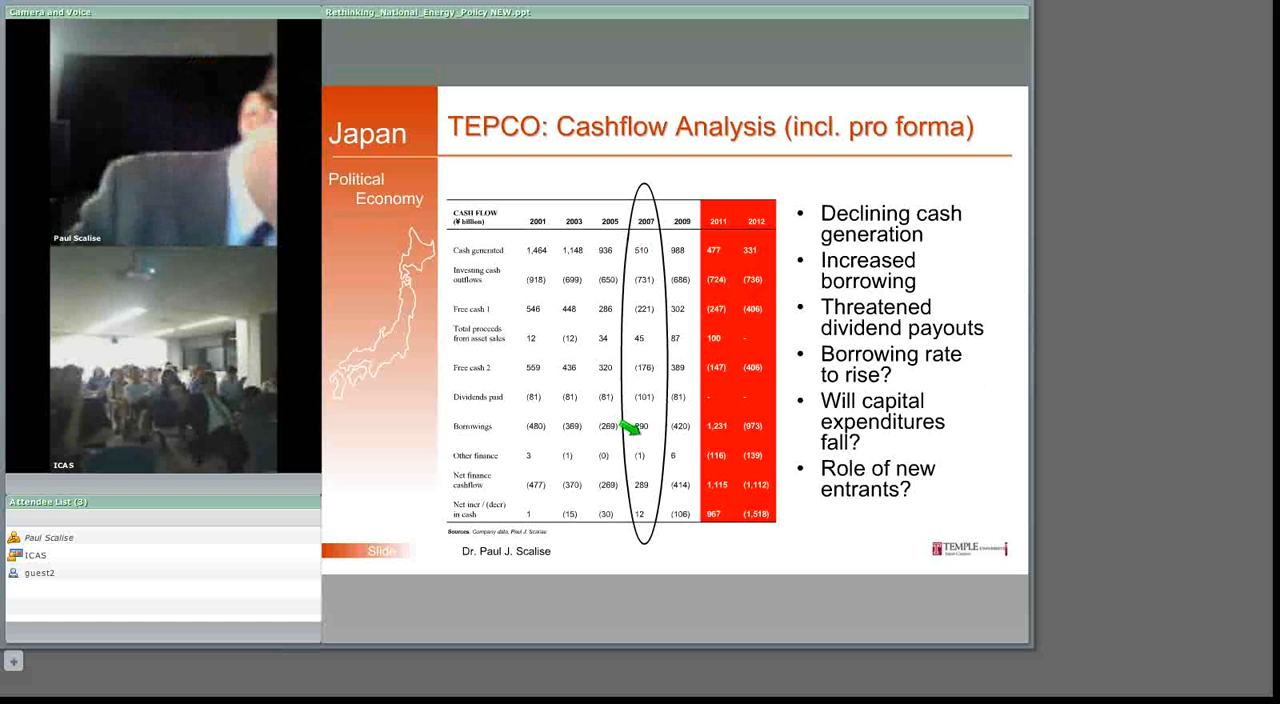 Camera and Voice
Paul Scalise
ICAS
Attendee List (3)
Paul Scalise
ICAS
guest2
Rethinking_National_Energy_Policy NEW.ppt
Japan
Political
Economy
TEPCO: Cashflow Analysis (incl. pro forma)
CASH FLOW
(¥ billion) 2001 2003 2005 2007 2009 2011 2012
Cash generated 1,464 1,148 936 510 988 477 331
Investing cash
outflows (918) (699) (650) (731) (686) (724) (736)
Free cash 1 546 448 286 (221) 302 (247) (406)
Total proceeds
from asset sales 12 (12) 34 45 87 100 -
Free cash 2 559 436 320 (176) 389 (147) (406)
Dividends paid (81) (81) (81) (101) (81) - -
Borrowings (480) (369) (269) (420) 1,231 (973)
Other finance 3 (1) (0) (1) 6 (116) (139)
Net finance
cashflow (477) (370) (269) 289 (414) 1,115 (1,112)
Net incr / (decr)
in cash 1 (15) (30) 12 (106) 967 (1,518)
Sources. Company data, Paul J. Scalise
• Declining cash
generation
• Increased
borrowing
• Threatened
dividend payouts
• Borrowing rate
to rise?
• Will capital
expenditures
fall?
• Role of new
entrants?
Slide
Dr. Paul J. Scalise
TEMPLE UNIVERSITY